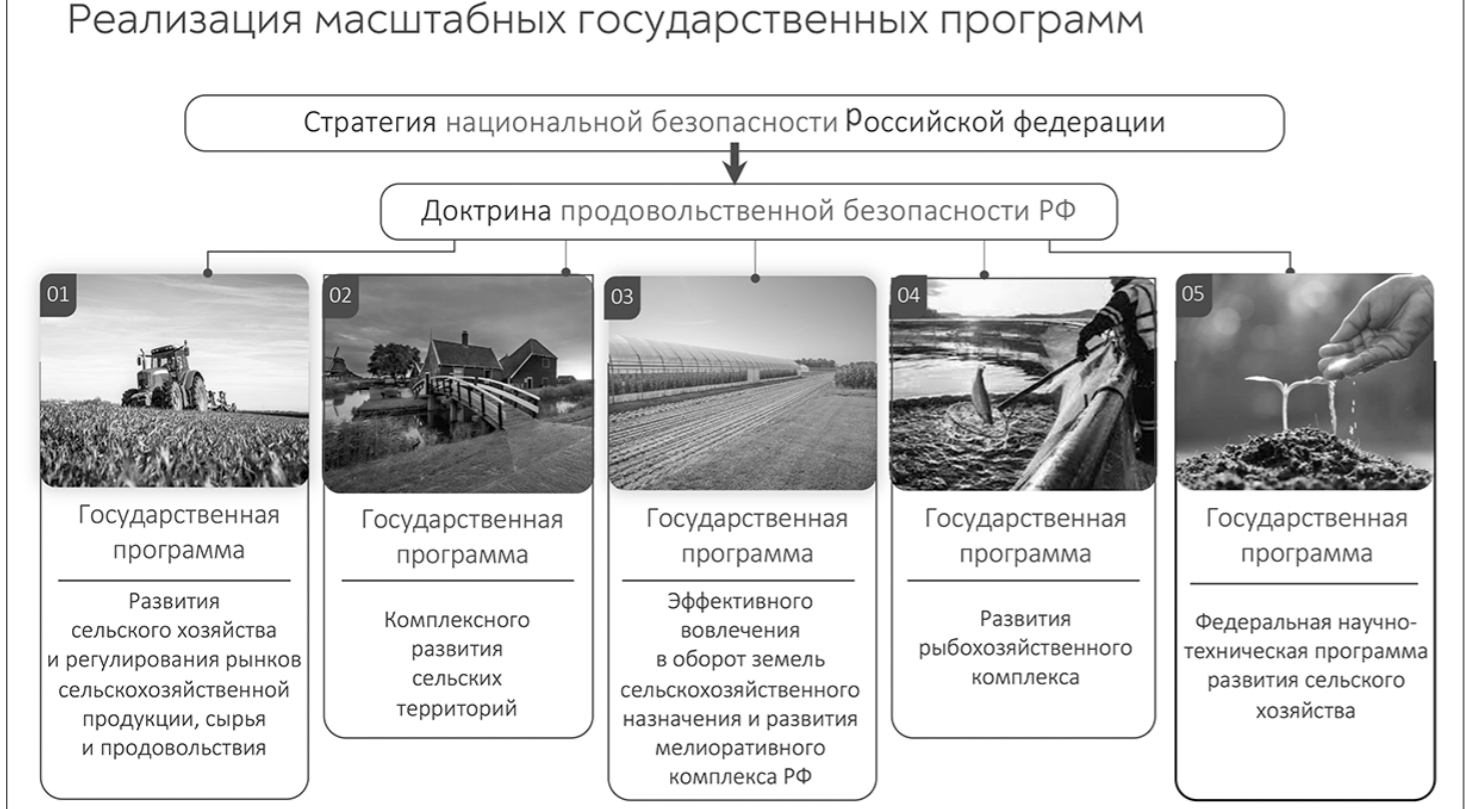 Реализация масштабных государственных программ
Стратегия национальной безопасности российской федерации
Доктрина продовольственной безопасности РФ
01
Государственная
программа
Развития
сельского хозяйства
и регулирования рынков
сельскохозяйственной
продукции, сырья
и продовольствия
02
Государственная
программа
Комплексного
развития
сельских
территорий
03
Государственная
программа
Эффективного
вовлечения
в оборот земель
сельскохозяйственного
назначения и развития
мелиоративного
комплекса РФ
04
Государственная
программа
Развития
рыбохозяйственного
комплекса
05
Государственная
программа
Федеральная научно-
техническая программа
развития сельского
хозяйства